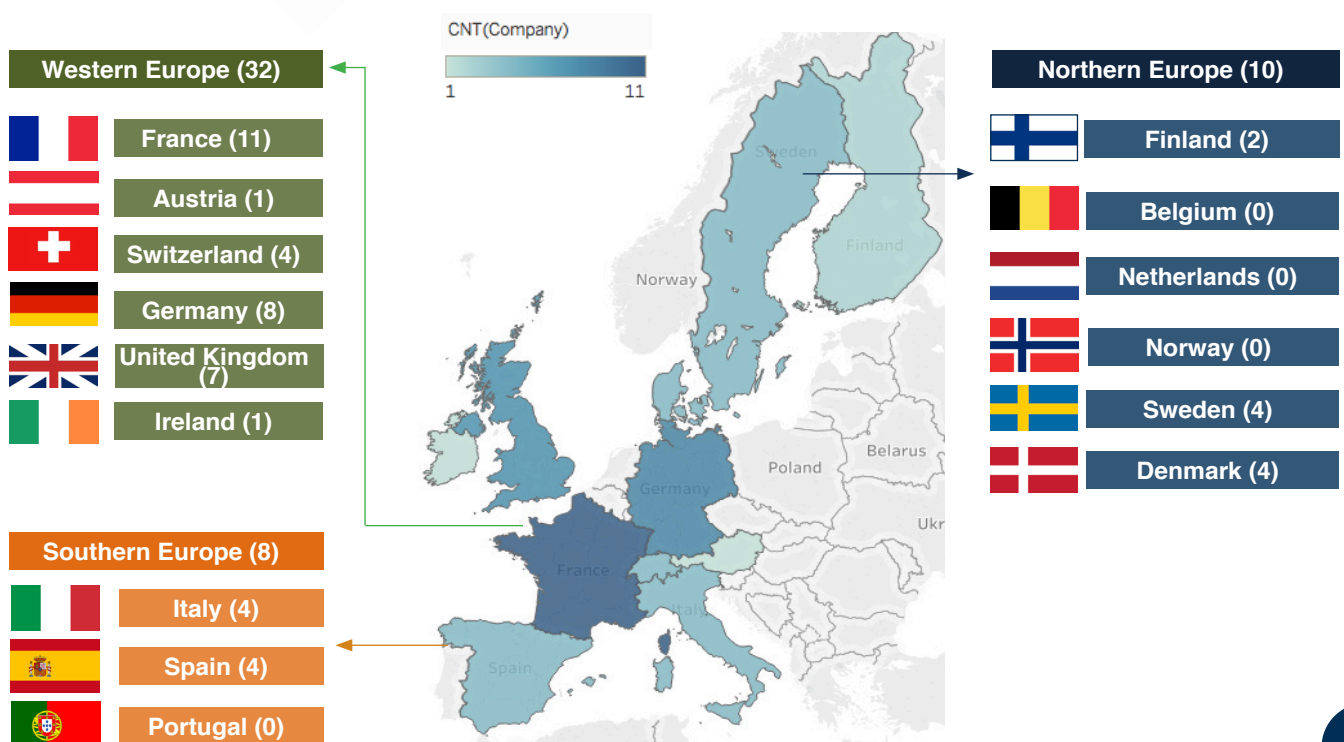 CNT(Company)
1 11
Western Europe (32)
France (11)
Austria (1)
Switzerland (4)
Germany (8)
United Kingdom
(7)
Ireland (1)
Southern Europe (8)
Italy (4)
Spain (4)
Portugal (0)
Sweden
Finland
Norway
Belarus
Poland
Germany
Ukr
France
Italy
Spain
Northern Europe (10)
Finland (2)
Belgium (0)
Netherlands (0)
Norway (0)
Sweden (4)
Denmark (4)